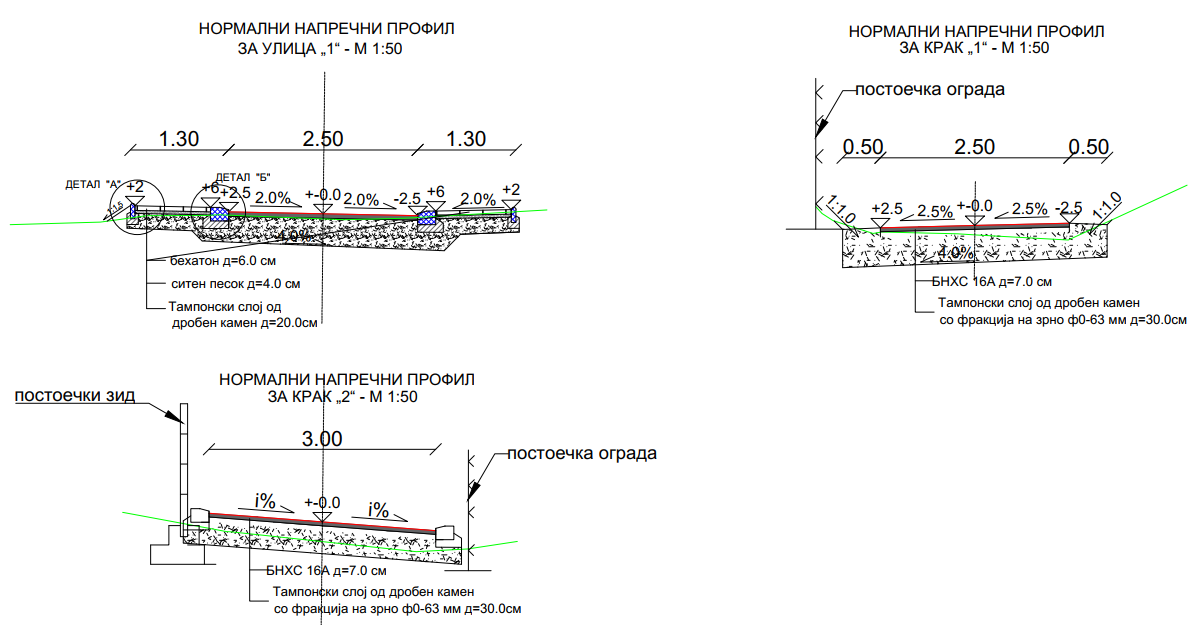 НОРМАЛНИ НАПРЕЧНИ ПРОФИЛ
ЗА УЛИЦА „1“ - М 1:50
1.30 2.50 1.30
ДЕТАЛ "А" +2 ДЕТАЛ "Б" +6 +2.5 2.0% +-0.0 2.0% -2.5 +6 2.0% +2
1:1.5
4.0%
бехатон д=6.0 см
ситен песок д=4.0 см
Тампонски слој од
дробен камен д=20.0см
НОРМАЛНИ НАПРЕЧНИ ПРОФИЛ
ЗА КРАК „1“ - М 1:50
постоечка ограда
0.50 2.50 0.50
1:1.0 +2.5 2.5% +-0.0 2.5% -2.5 1:1.0
4.0%
БНХС 16А д=7.0 см
Тампонски слој од дробен камен
со фракција на зрно ф0-63 мм д=30.0см
НОРМАЛНИ НАПРЕЧНИ ПРОФИЛ
ЗА КРАК „2“ - М 1:50
постоечки зид
3.00
постоечка ограда
i% +-0.0 i%
БНХС 16А д=7.0 см
Тампонски слој од дробен камен
со фракција на зрно ф0-63 мм д=30.0см